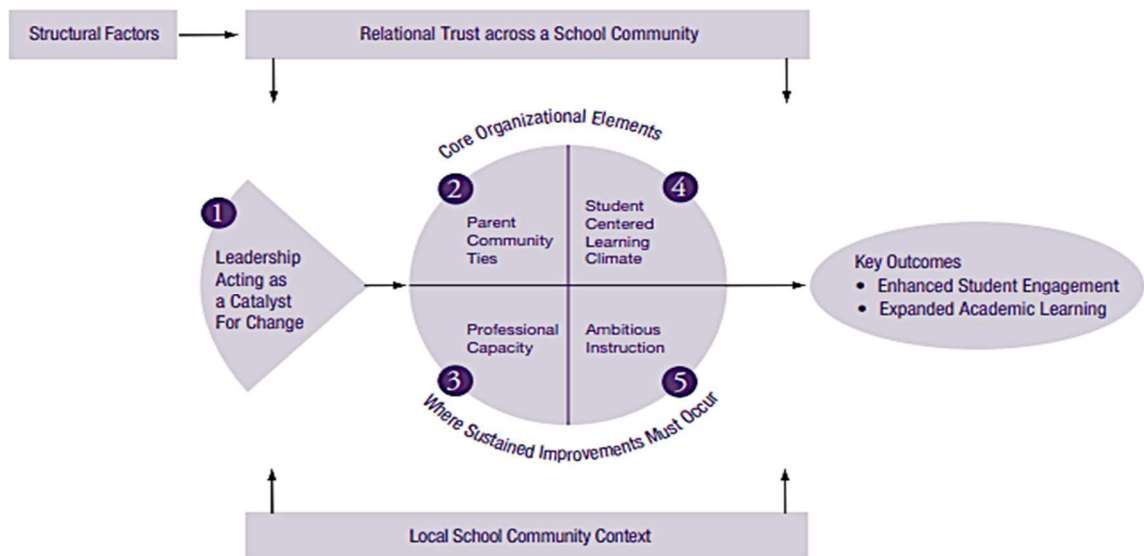 Structural Factors
Relational Trust across a School Community
Core Organizational Elements
1
Leadership
Acting as
a Catalyst
For Change
2
Parent
Community
Ties
4
Student
Centered
Learning
Climate
3
Professional
Capacity
5
Ambitious
Instruction
Where Sustained Improvements Must Occur
Key Outcomes
• Enhanced Student Engagement
• Expanded Academic Learning
Local School Community Context